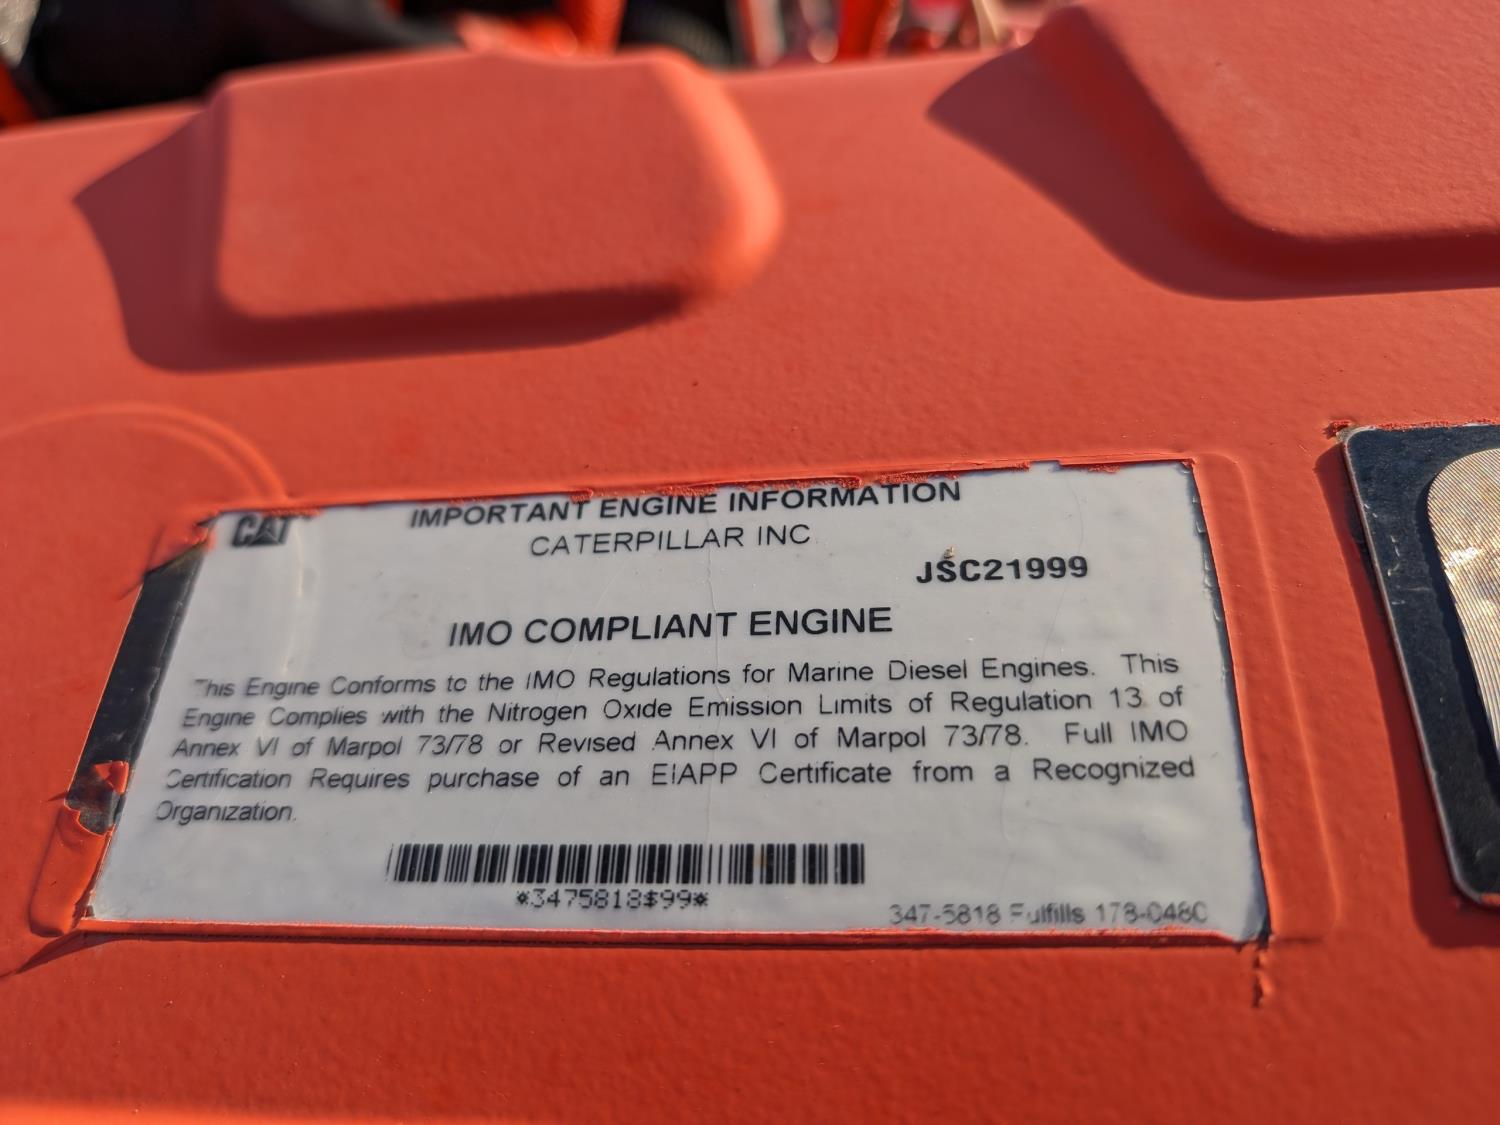 CAT
IMPORTANT ENGINE INFORMATION
CATERPILLAR INC
JSC21999
IMO COMPLIANT ENGINE
This Engine Conforms to the IMO Regulations for Marine Diesel Engines. This
Engine Complies with the Nitrogen Oxide Emission Limits of Regulation 13 of
Annex VI of Marpol 73/78 or Revised Annex VI of Marpol 73/78. Full IMO
Certification Requires purchase of an EIAPP Certificate from a Recognized
Organization.
*3475818$99*
347-5818 Fulfills 178-0480